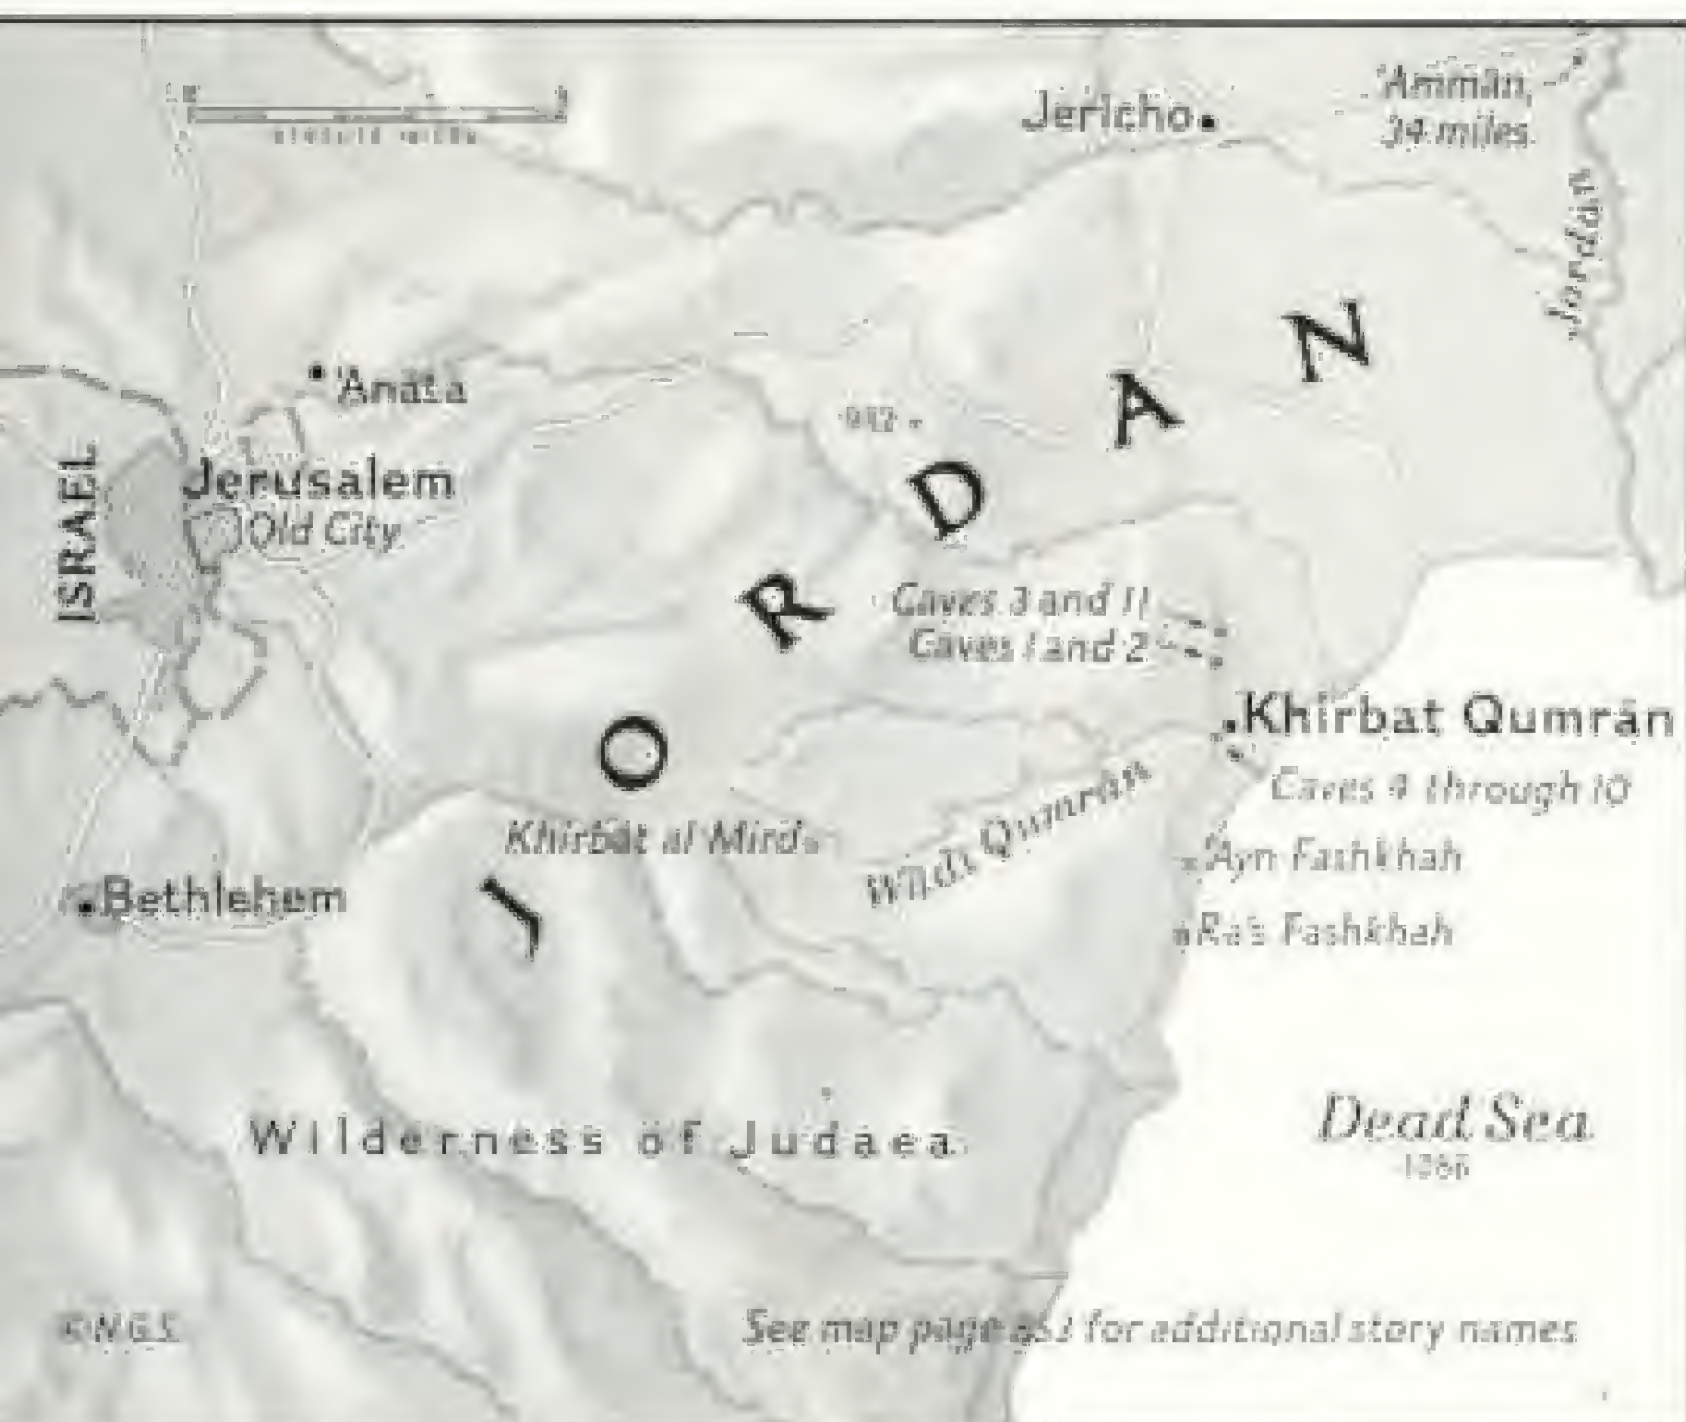 Jericho
'Ammān,
34 miles
Jordan
'Anāta
Jerusalem
Old City
ISRAEL
JORDAN
Caves 3 and 11
Caves 1 and 2
Khirbat Qumrān
Caves 4 through 10
Wādī Qumrān
Khirbat al Mird
'Ayn Fashkhah
Ra's Fashkhah
Bethlehem
Wilderness of Judaea
Dead Sea
©NGS
See map page for additional story names